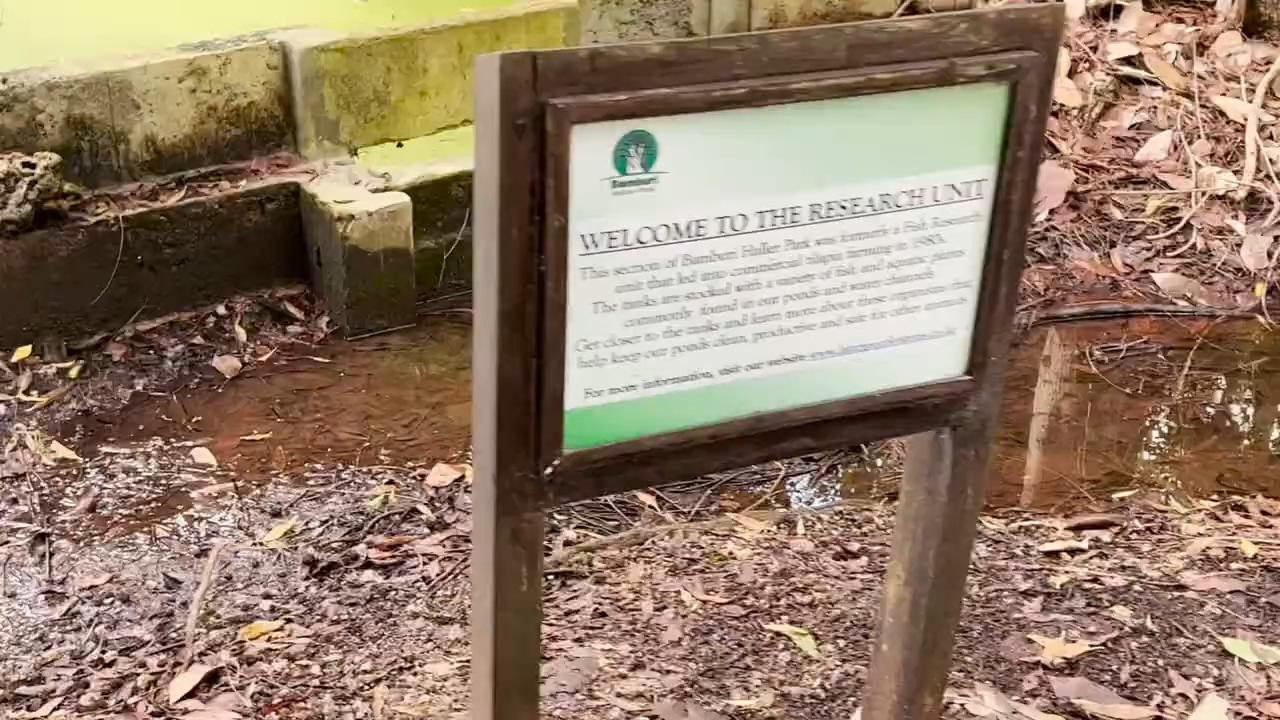 Bamburi
WELCOME TO THE RESEARCH UNIT
This section of Bamburi Haller Park was formerly a Fish Research
unit that led into commercial tilapia farming in 1980s.
The tanks are stocked with a variety of fish and aquatic plants
commonly found in our ponds and water channels.
Get closer to the tanks and learn more about these organisms that
help keep our ponds clean, productive and safe for other animals
For more information, visit our website